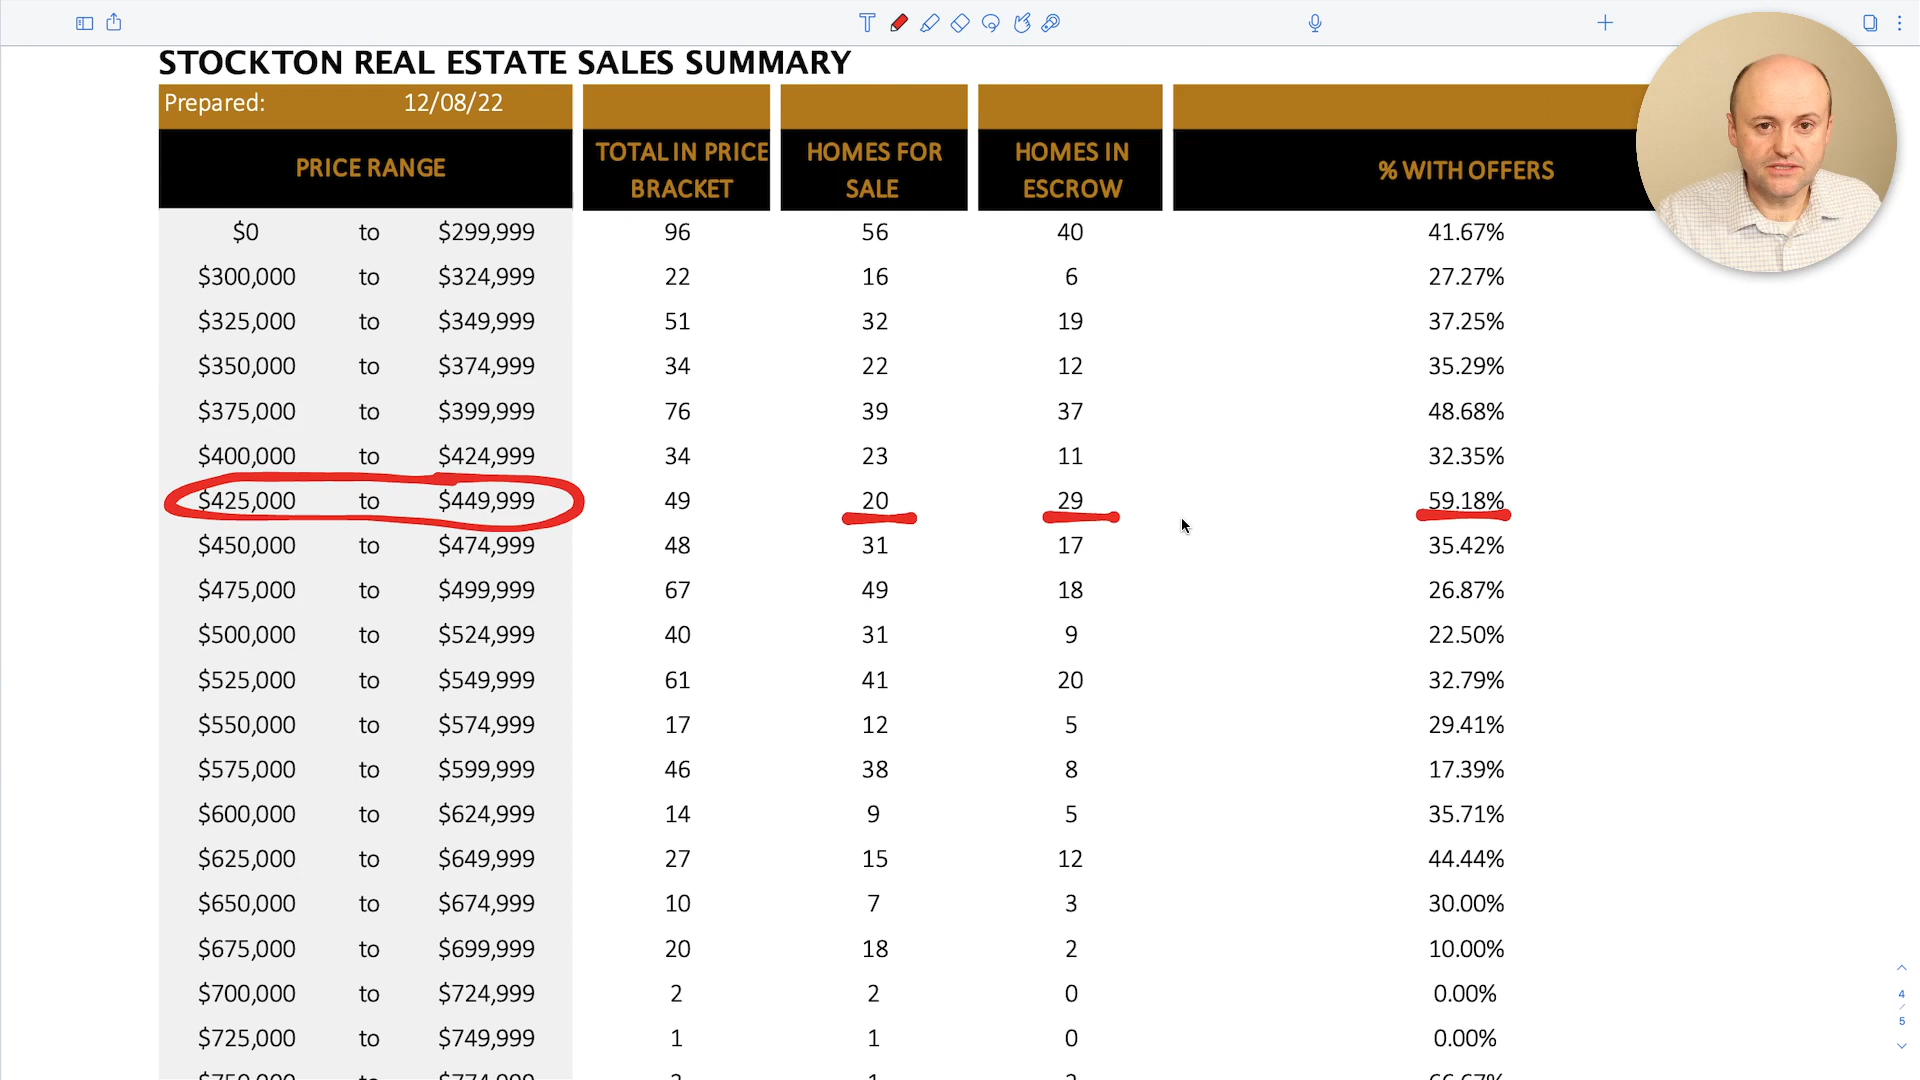 STOCKTON REAL ESTATE SALES SUMMARY
Prepared: 12/08/22
PRICE RANGE TOTAL IN PRICE BRACKET HOMES FOR SALE HOMES IN ESCROW % WITH OFFERS
$0 to $299,999 96 56 40 41.67%
$300,000 to $324,999 22 16 6 27.27%
$325,000 to $349,999 51 32 19 37.25%
$350,000 to $374,999 34 22 12 35.29%
$375,000 to $399,999 76 39 37 48.68%
$400,000 to $424,999 34 23 11 32.35%
$425,000 to $449,999 49 20 29 59.18%
$450,000 to $474,999 48 31 17 35.42%
$475,000 to $499,999 67 49 18 26.87%
$500,000 to $524,999 40 31 9 22.50%
$525,000 to $549,999 61 41 20 32.79%
$550,000 to $574,999 17 12 5 29.41%
$575,000 to $599,999 46 38 8 17.39%
$600,000 to $624,999 14 9 5 35.71%
$625,000 to $649,999 27 15 12 44.44%
$650,000 to $674,999 10 7 3 30.00%
$675,000 to $699,999 20 18 2 10.00%
$700,000 to $724,999 2 2 0 0.00%
$725,000 to $749,999 1 1 0 0.00%
4
/
5